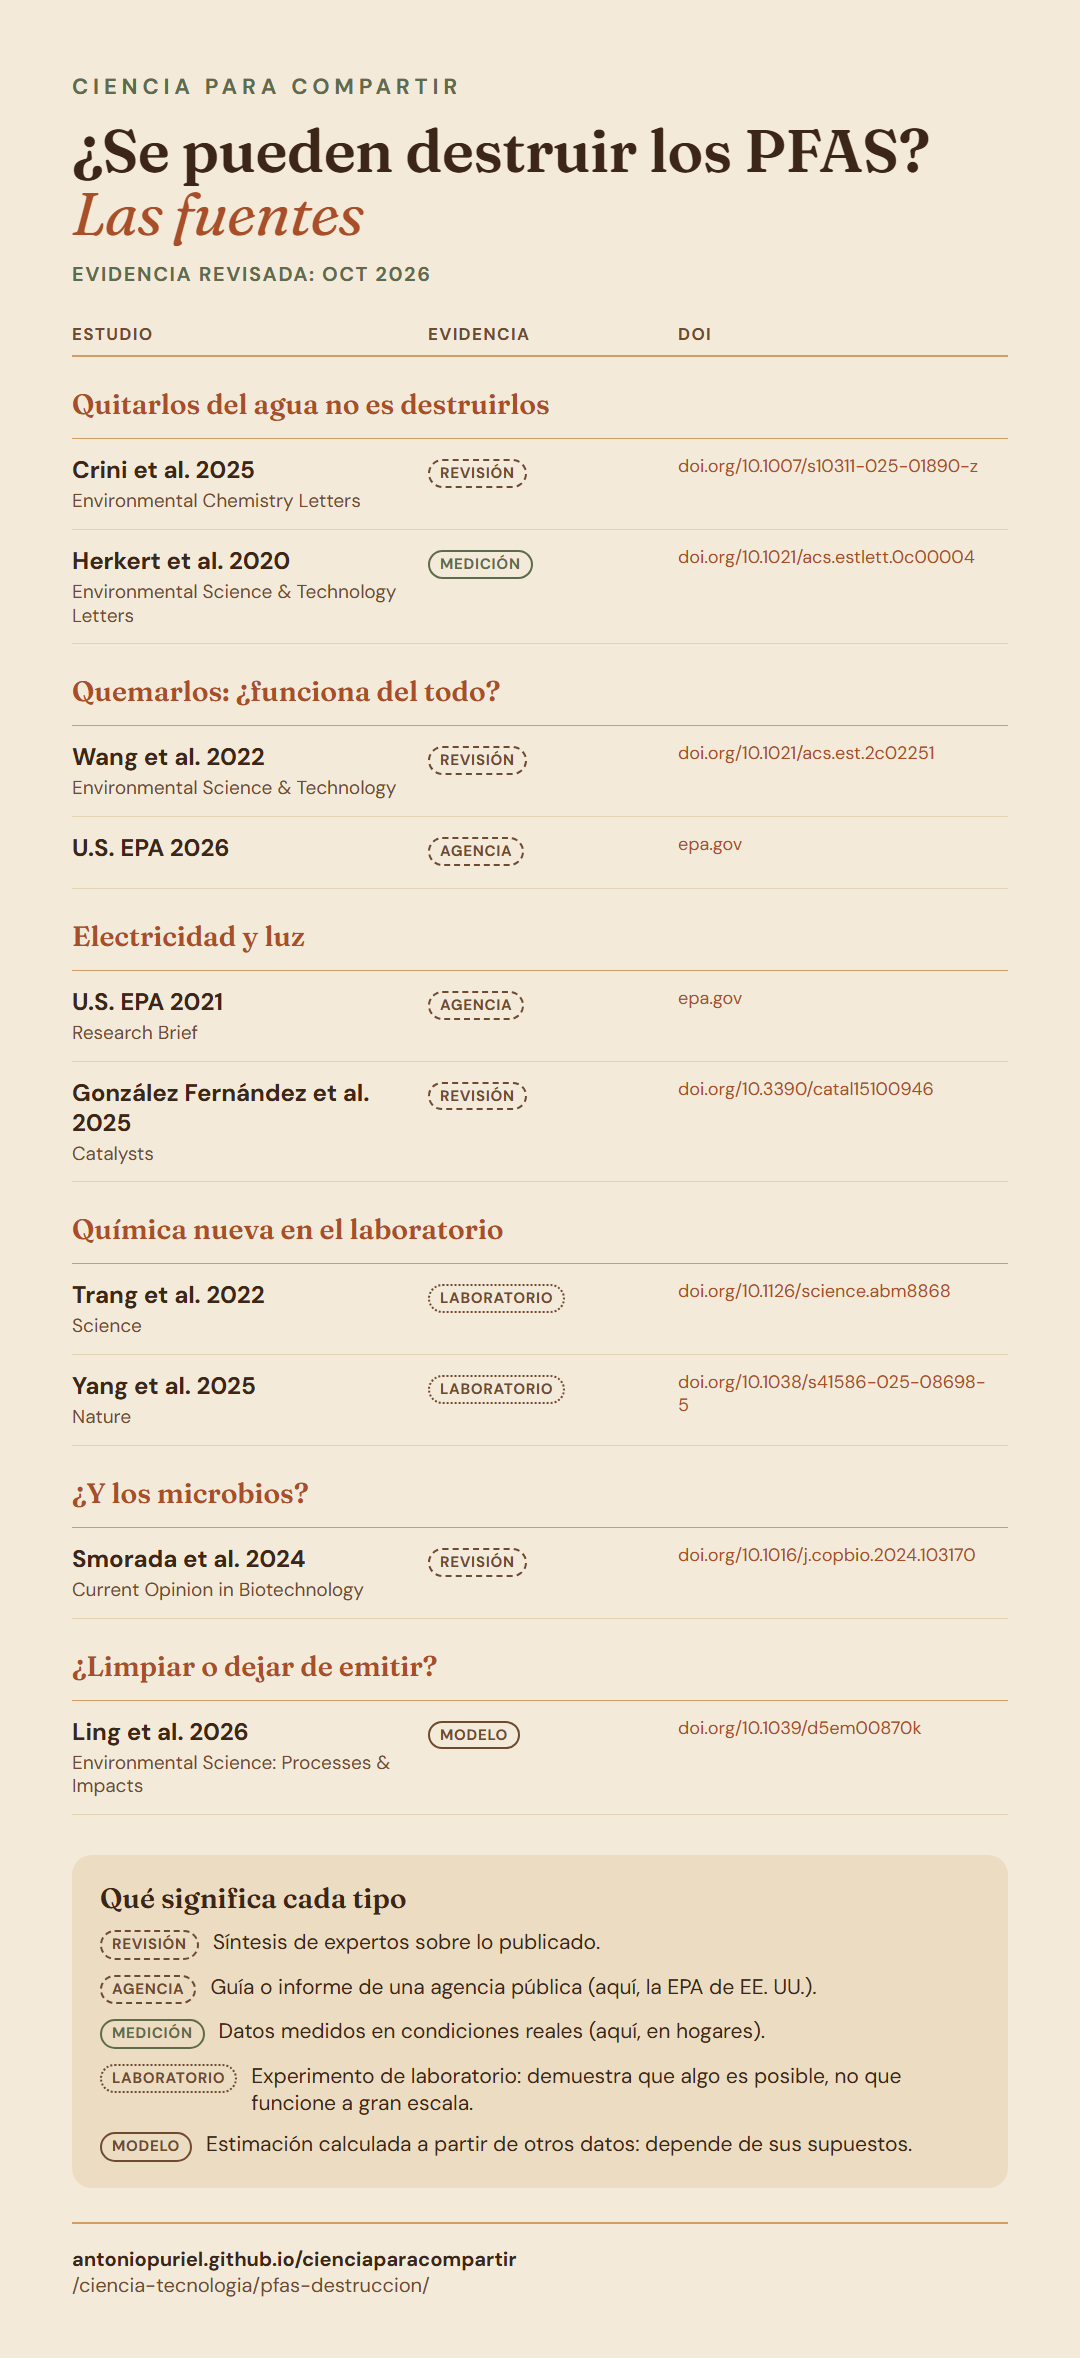 CIENCIA PARA COMPARTIR
¿Se pueden destruir los PFAS?
Las fuentes
EVIDENCIA REVISADA: OCT 2026
ESTUDIO EVIDENCIA DOI
Quitarlos del agua no es destruirlos
Crini et al. 2025 REVISIÓN doi.org/10.1007/s10311-025-01890-z
Environmental Chemistry Letters
Herkert et al. 2020 MEDICIÓN doi.org/10.1021/acs.estlett.0c00004
Environmental Science & Technology
Letters
Quemarlos: ¿funciona del todo?
Wang et al. 2022 REVISIÓN doi.org/10.1021/acs.est.2c02251
Environmental Science & Technology
U.S. EPA 2026 AGENCIA epa.gov
Electricidad y luz
U.S. EPA 2021 AGENCIA epa.gov
Research Brief
González Fernández et al. REVISIÓN doi.org/10.3390/catal15100946
2025
Catalysts
Química nueva en el laboratorio
Trang et al. 2022 LABORATORIO doi.org/10.1126/science.abm8868
Science
Yang et al. 2025 LABORATORIO doi.org/10.1038/s41586-025-08698-
5
Nature
¿Y los microbios?
Smorada et al. 2024 REVISIÓN doi.org/10.1016/j.copbio.2024.103170
Current Opinion in Biotechnology
¿Limpiar o dejar de emitir?
Ling et al. 2026 MODELO doi.org/10.1039/d5em00870k
Environmental Science: Processes &
Impacts
Qué significa cada tipo
REVISIÓN Síntesis de expertos sobre lo publicado.
AGENCIA Guía o informe de una agencia pública (aquí, la EPA de EE. UU.).
MEDICIÓN Datos medidos en condiciones reales (aquí, en hogares).
LABORATORIO Experimento de laboratorio: demuestra que algo es posible, no que
funcione a gran escala.
MODELO Estimación calculada a partir de otros datos: depende de sus supuestos.
antoniopuriel.github.io/cienciaparacompartir
/ciencia-tecnologia/pfas-destruccion/